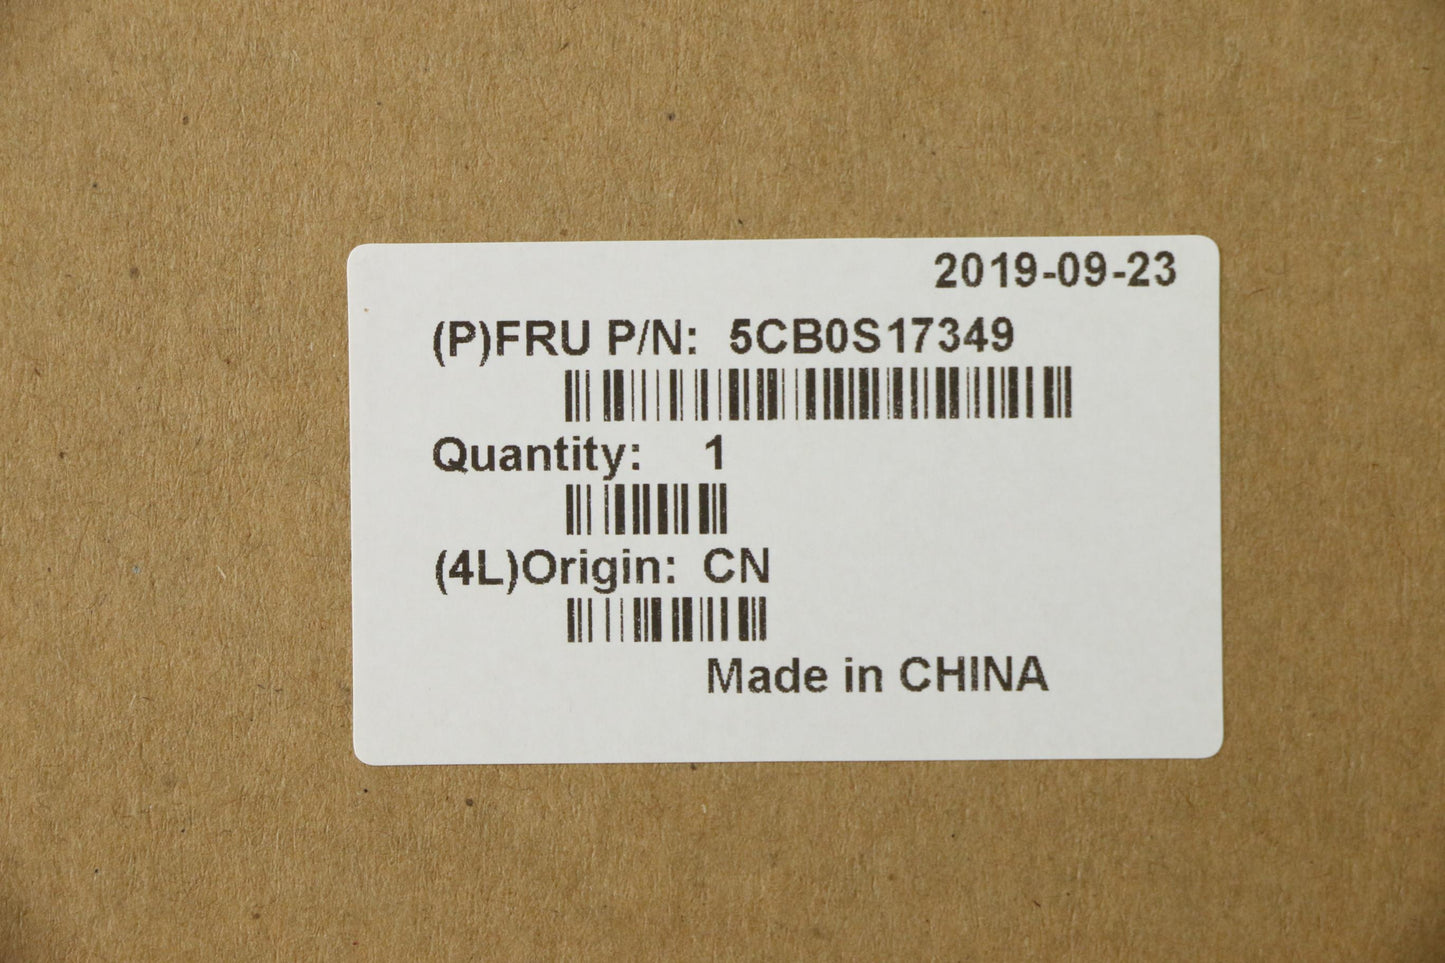 2019-09-23
(P)FRU P/N: 5CB0S17349
Quantity: 1
(4L)Origin: CN
Made in CHINA